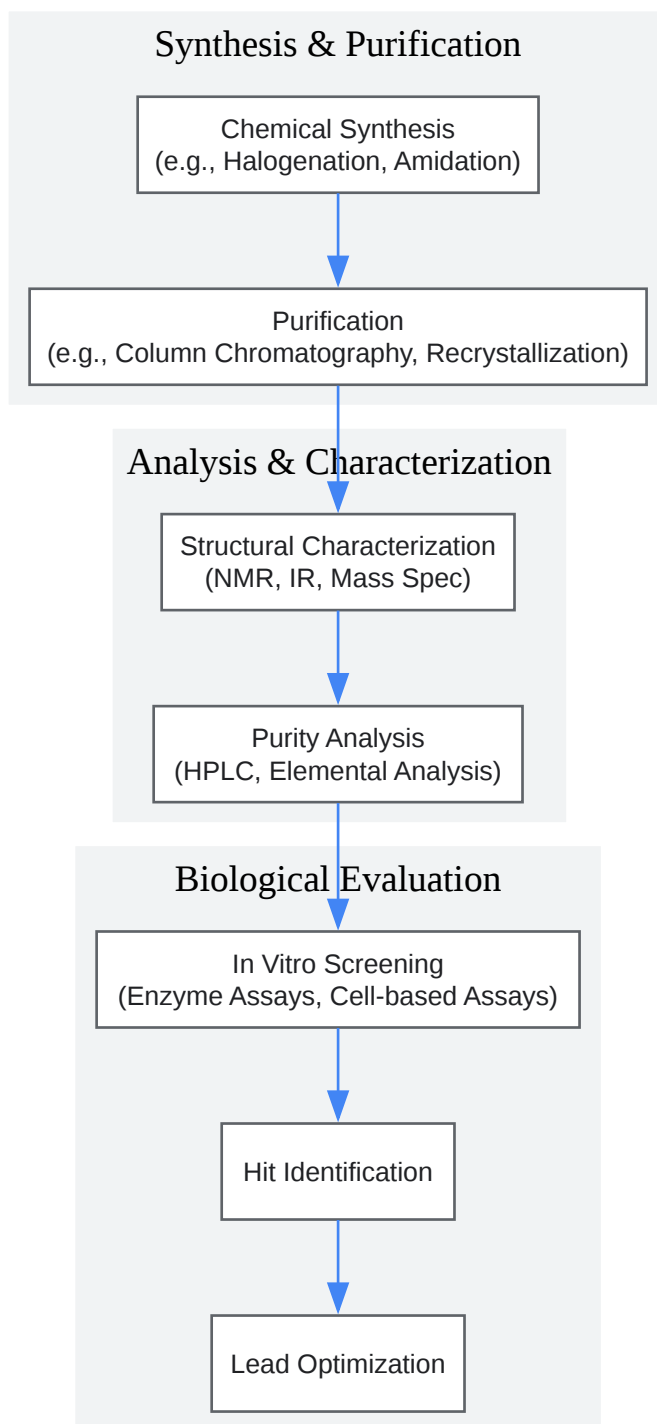 Synthesis & Purification
Chemical Synthesis
(e.g., Halogenation, Amidation)
Purification
(e.g., Column Chromatography, Recrystallization)
Analysis & Characterization
Structural Characterization
(NMR, IR, Mass Spec)
Purity Analysis
(HPLC, Elemental Analysis)
Biological Evaluation
In Vitro Screening
(Enzyme Assays, Cell-based Assays)
Hit Identification
Lead Optimization